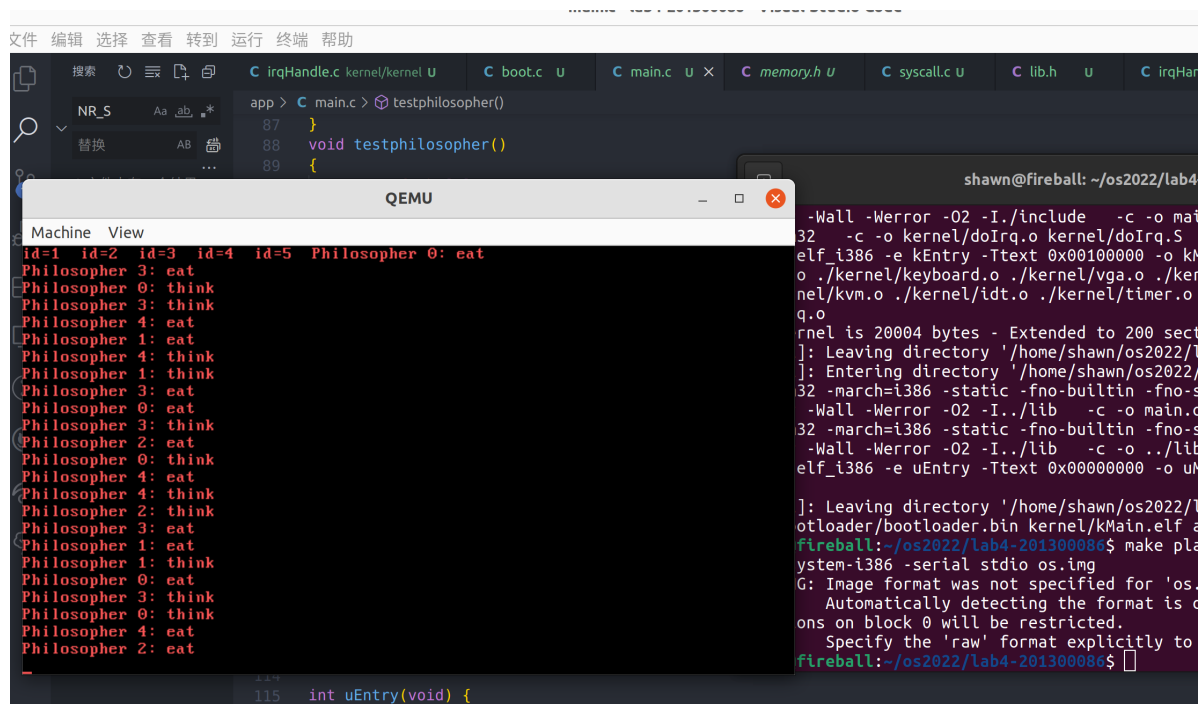 文件 编辑 选择 查看 转到 运行 终端 帮助
搜索
C irqHandle.c kernel/kernel U C boot.c U C main.c U × C memory.h U C syscall.c U C lib.h U C irqHan
NR_S Aa ab, .*
app > C main.c > testphilosopher()
替换 AB
87 }
88 void testphilosopher()
89 {
shawn@fireball: ~/os2022/lab4-
QEMU
Machine View
id=1 id=2 id=3 id=4 id=5 Philosopher 0: eat
Philosopher 3: eat
Philosopher 0: think
Philosopher 3: think
Philosopher 4: eat
Philosopher 1: eat
Philosopher 4: think
Philosopher 1: think
Philosopher 3: eat
Philosopher 0: eat
Philosopher 3: think
Philosopher 2: eat
Philosopher 0: think
Philosopher 4: eat
Philosopher 4: think
Philosopher 2: think
Philosopher 3: eat
Philosopher 1: eat
Philosopher 1: think
Philosopher 0: eat
Philosopher 3: think
Philosopher 0: think
Philosopher 4: eat
Philosopher 2: eat
-Wall -Werror -O2 -I./include -c -o mai
32 -c -o kernel/doIrq.o kernel/doIrq.S
elf_i386 -e kEntry -Ttext 0x00100000 -o kM
o ./kernel/keyboard.o ./kernel/vga.o ./ker
nel/kvm.o ./kernel/idt.o ./kernel/timer.o
q.o
rnel is 20004 bytes - Extended to 200 sect
]: Leaving directory '/home/shawn/os2022/l
]: Entering directory '/home/shawn/os2022/
32 -march=i386 -static -fno-builtin -fno-s
-Wall -Werror -O2 -I../lib -c -o main.o
32 -march=i386 -static -fno-builtin -fno-s
-Wall -Werror -O2 -I../lib -c -o ../lib
elf_i386 -e uEntry -Ttext 0x00000000 -o uM
]: Leaving directory '/home/shawn/os2022/l
ootloader/bootloader.bin kernel/kMain.elf a
fireball:~/os2022/lab4-201300086$ make pla
ystem-i386 -serial stdio os.img
G: Image format was not specified for 'os.
Automatically detecting the format is d
ons on block 0 will be restricted.
Specify the 'raw' format explicitly to
fireball:~/os2022/lab4-201300086$
114
115 int uEntry(void) {